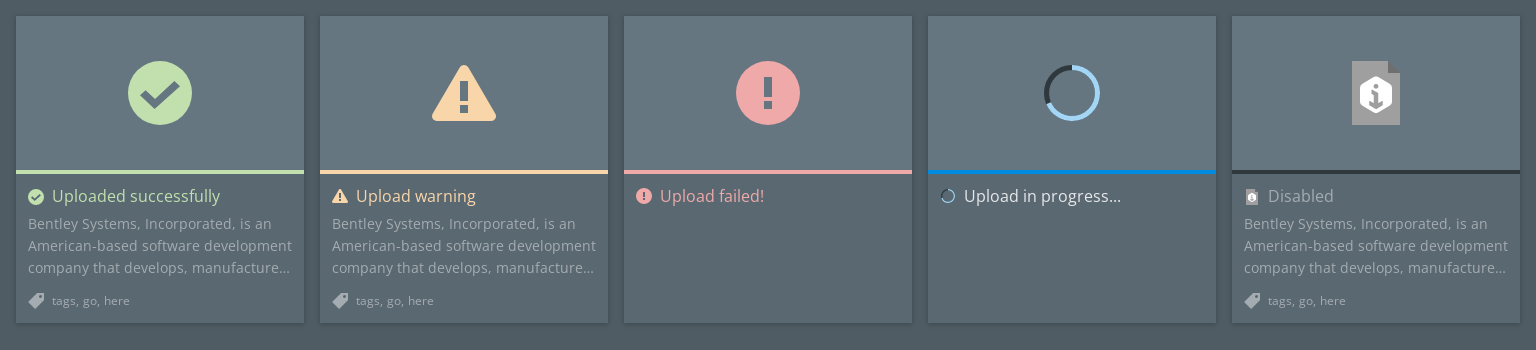 Uploaded successfully
Bentley Systems, Incorporated, is an
American-based software development
company that develops, manufacture...
tags, go, here
Upload warning
Bentley Systems, Incorporated, is an
American-based software development
company that develops, manufacture...
tags, go, here
Upload failed!
Upload in progress...
Disabled
Bentley Systems, Incorporated, is an
American-based software development
company that develops, manufacture...
tags, go, here